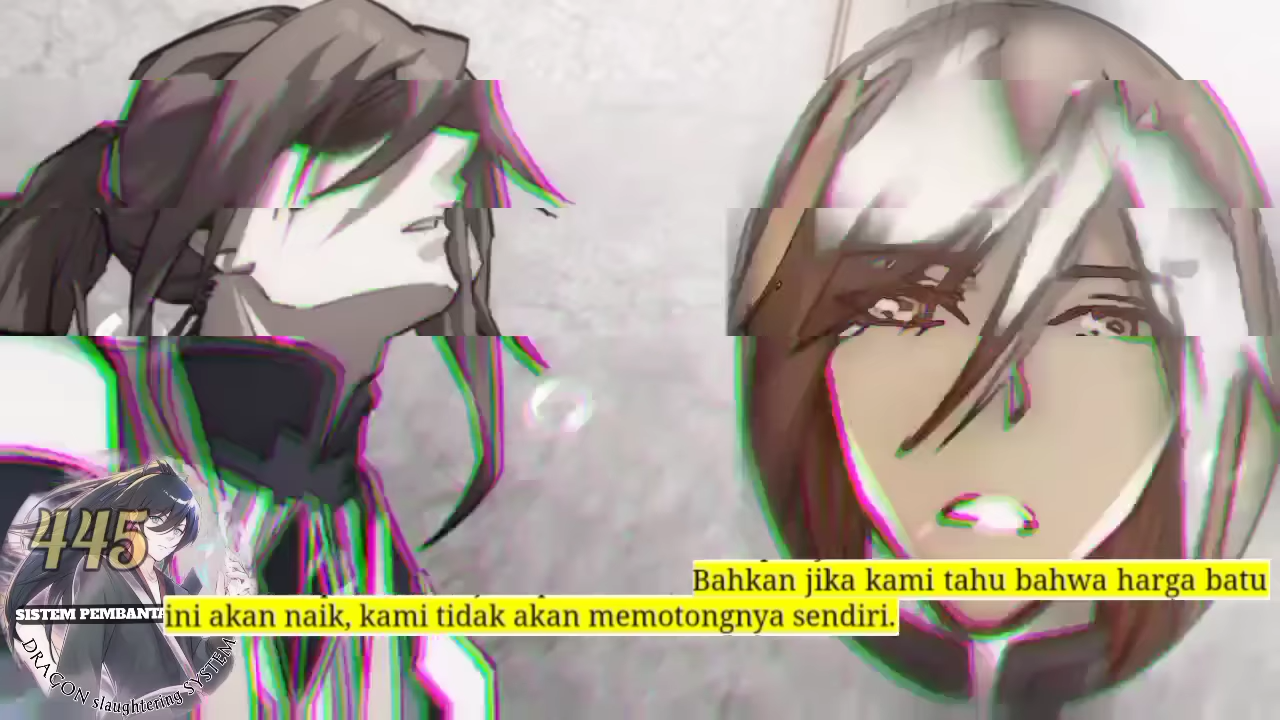 445
SISTEM PEMBANTA
DRAGON slaughtering SYSTEM
Bahkan jika kami tahu bahwa harga batu
ini akan naik, kami tidak akan memotongnya sendiri.